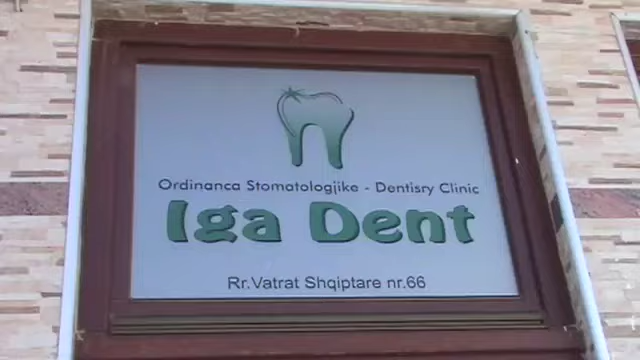 Ordinanca Stomatologjike - Dentisry Clinic
Iga Dent
Rr.Vatrat Shqiptare nr.66